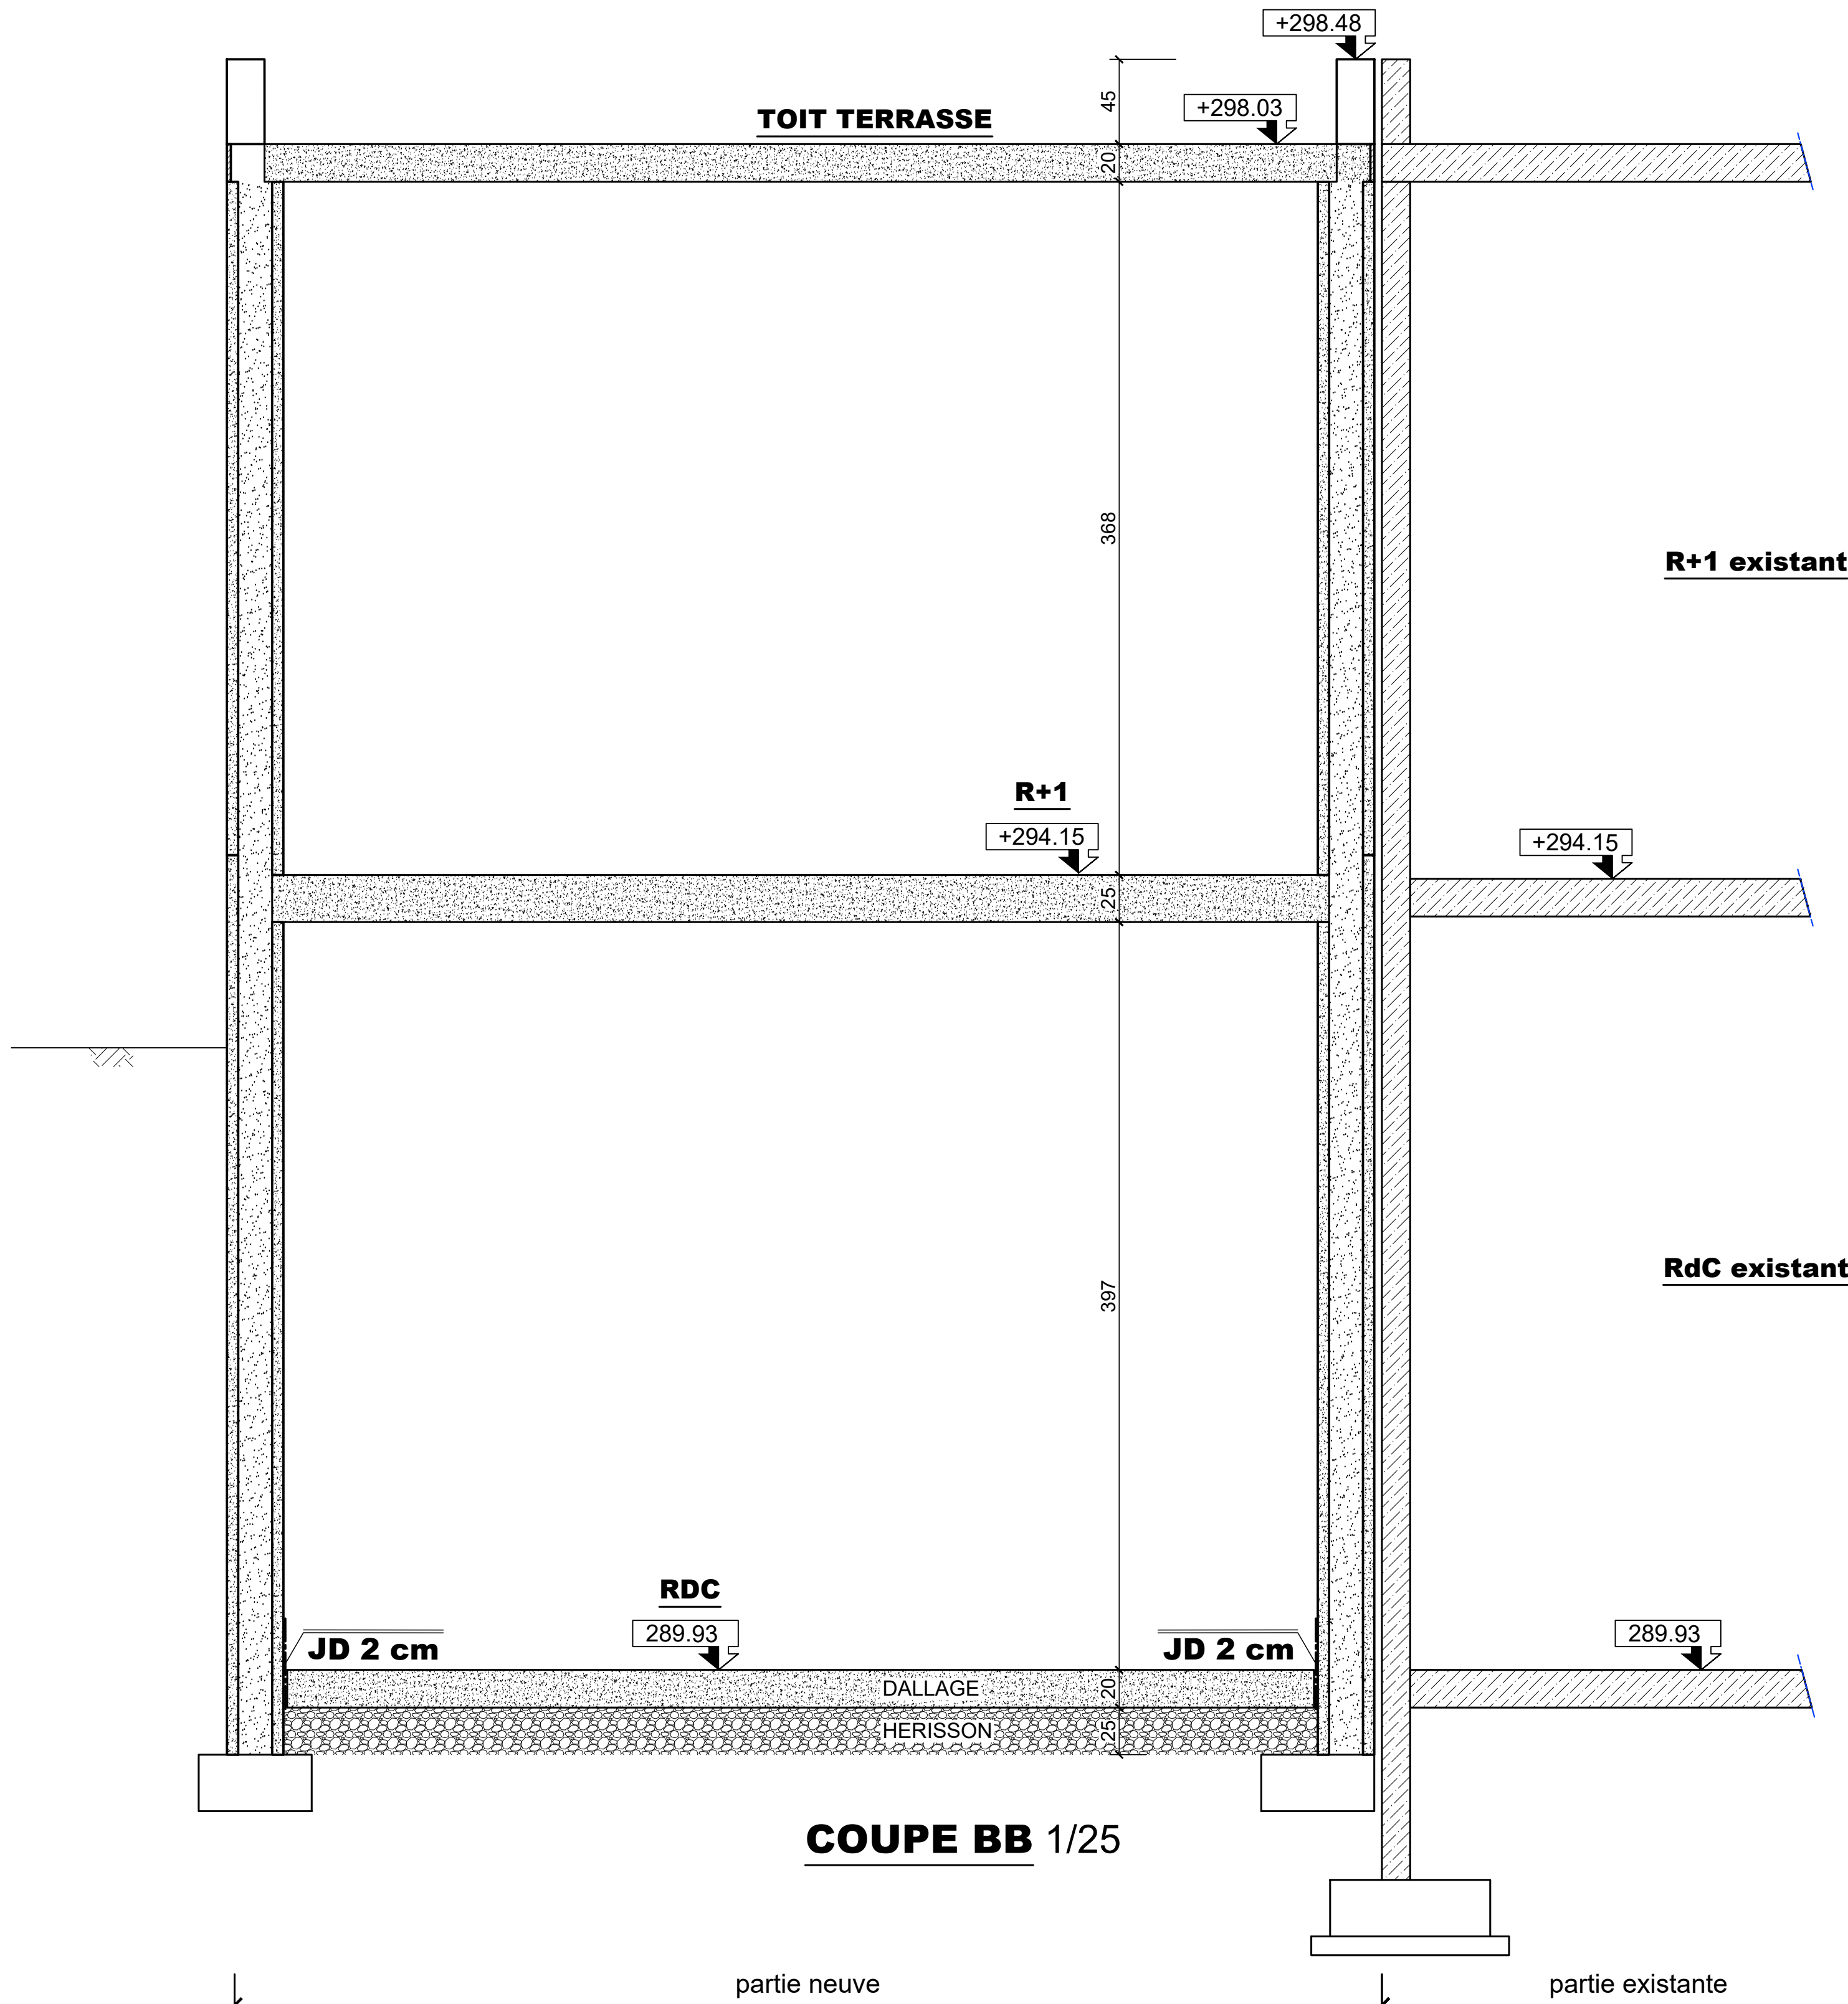 +298.48
45
+298.03
TOIT TERRASSE
20
368
R+1 existant
R+1
+294.15
+294.15
25
397
RdC existant
RDC
289.93
289.93
JD 2 cm
JD 2 cm
DALLAGE
20
HERISSON
25
COUPE BB 1/25
partie neuve
partie existante